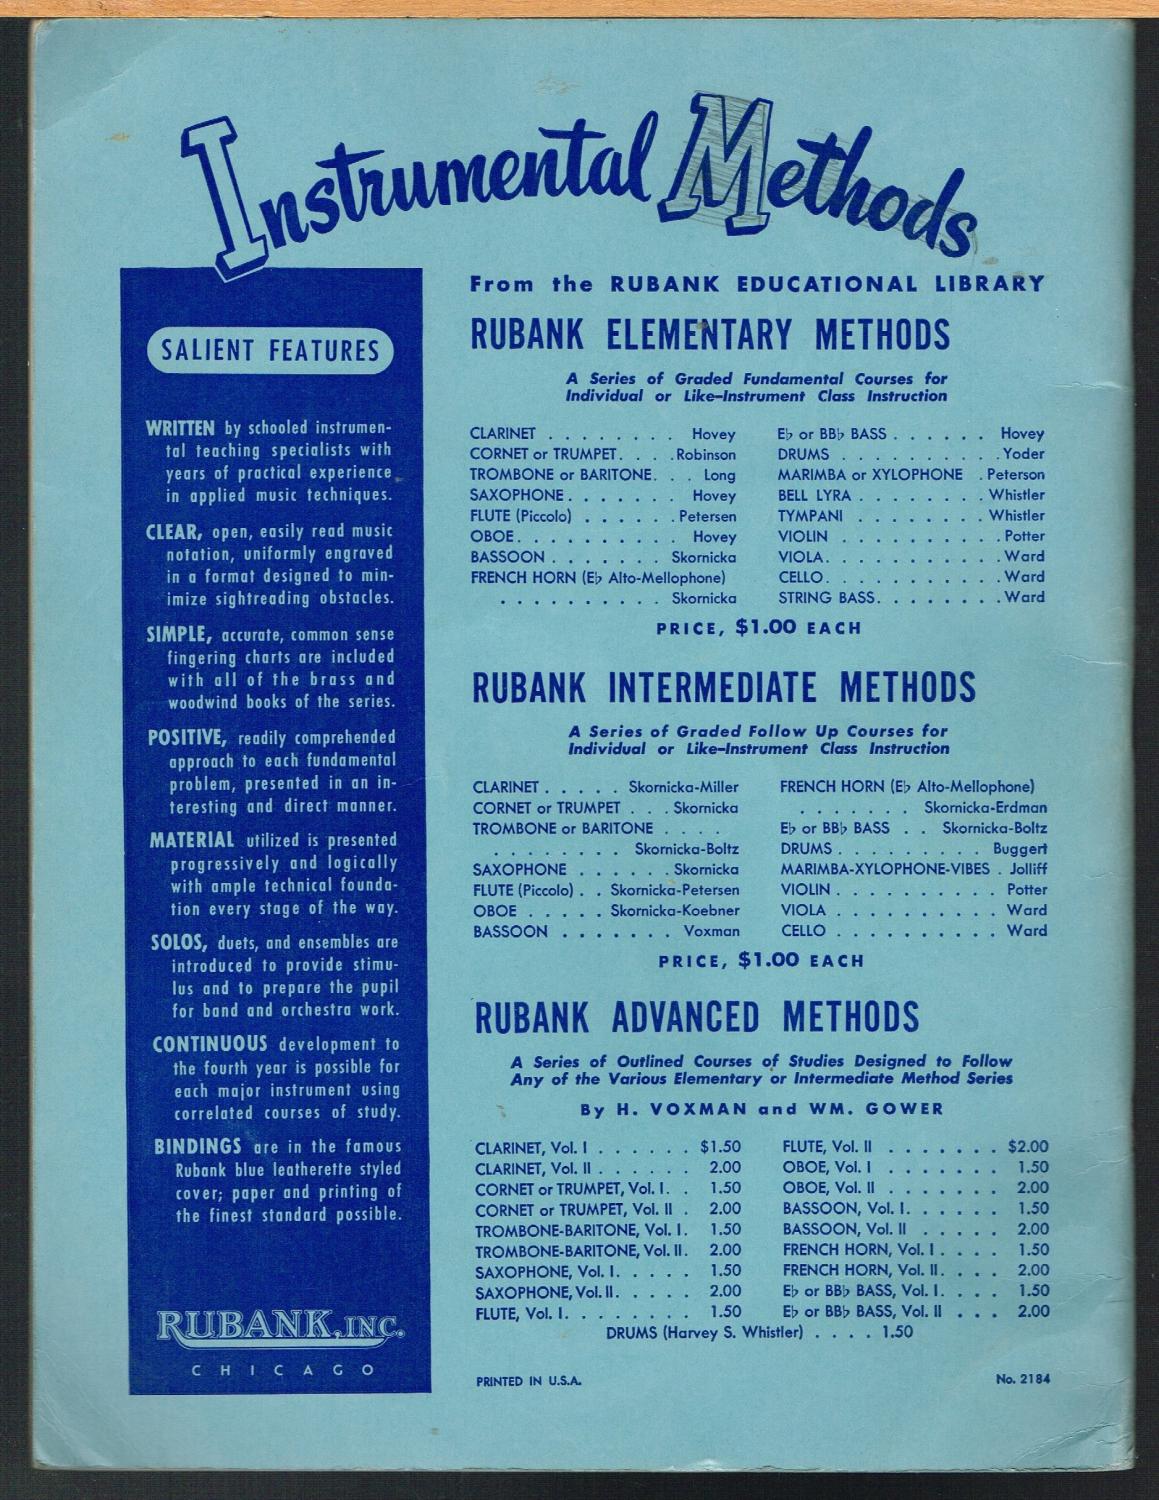 Instrumental Methods
From the RUBANK EDUCATIONAL LIBRARY
SALIENT FEATURES
WRITTEN by schooled instrumen-
tal teaching specialists with
years of practical experience
in applied music techniques.
CLEAR, open, easily read music
notation, uniformly engraved
in a format designed to min-
imize sightreading obstacles.
SIMPLE, accurate, common sense
fingering charts are included
with all of the brass and
woodwind books of the series.
POSITIVE, readily comprehended
approach to each fundamental
problem, presented in an in-
teresting and direct manner.
MATERIAL utilized is presented
progressively and logically
with ample technical founda-
tion every stage of the way.
SOLOS, duets, and ensembles are
introduced to provide stimu-
lus and to prepare the pupil
for band and orchestra work.
CONTINUOUS development to
the fourth year is possible for
each major instrument using
correlated courses of study.
BINDINGS are in the famous
Rubank blue leatherette styled
cover; paper and printing of
the finest standard possible.
RUBANK, INC.
CHICAGO
RUBANK ELEMENTARY METHODS
A Series of Graded Fundamental Courses for
Individual or Like-Instrument Class Instruction
CLARINET . . . . . . . . Hovey
CORNET or TRUMPET. . . . Robinson
TROMBONE or BARITONE. . . Long
SAXOPHONE. . . . . . . Hovey
FLUTE (Piccolo) . . . . . . Petersen
OBOE. . . . . . . . . . Hovey
BASSOON . . . . . . . Skornicka
FRENCH HORN (E♭ Alto-Mellophone)
. . . . . . . . . . Skornicka
E♭ or BB♭ BASS . . . . . . Hovey
DRUMS . . . . . . . . . . Yoder
MARIMBA or XYLOPHONE . Peterson
BELL LYRA . . . . . . . . Whistler
TYMPANI . . . . . . . . Whistler
VIOLIN . . . . . . . . . . Potter
VIOLA. . . . . . . . . . . Ward
CELLO. . . . . . . . . . . Ward
STRING BASS. . . . . . . . Ward
PRICE, $1.00 EACH
RUBANK INTERMEDIATE METHODS
A Series of Graded Follow Up Courses for
Individual or Like-Instrument Class Instruction
CLARINET . . . . . Skornicka-Miller
CORNET or TRUMPET . . . Skornicka
TROMBONE or BARITONE . . . .
. . . . . . . . Skornicka-Boltz
SAXOPHONE . . . . . . Skornicka
FLUTE (Piccolo) . . Skornicka-Petersen
OBOE . . . . . Skornicka-Koebner
BASSOON . . . . . . . Voxman
FRENCH HORN (E♭ Alto-Mellophone)
. . . . . . . Skornicka-Erdman
E♭ or BB♭ BASS . . Skornicka-Boltz
DRUMS . . . . . . . . . Buggert
MARIMBA-XYLOPHONE-VIBES . Jolliff
VIOLIN . . . . . . . . . . Potter
VIOLA . . . . . . . . . . Ward
CELLO . . . . . . . . . . Ward
PRICE, $1.00 EACH
RUBANK ADVANCED METHODS
A Series of Outlined Courses of Studies Designed to Follow
Any of the Various Elementary or Intermediate Method Series
By H. VOXMAN and WM. GOWER
CLARINET, Vol. I . . . . . . $1.50
CLARINET, Vol. II . . . . . . 2.00
CORNET or TRUMPET, Vol. I. . 1.50
CORNET or TRUMPET, Vol. II . 2.00
TROMBONE-BARITONE, Vol. I. 1.50
TROMBONE-BARITONE, Vol. II. 2.00
SAXOPHONE, Vol. I. . . . . 1.50
SAXOPHONE, Vol. II. . . . . 2.00
FLUTE, Vol. I. . . . . . . . 1.50
FLUTE, Vol. II . . . . . . . $2.00
OBOE, Vol. I . . . . . . . 1.50
OBOE, Vol. II . . . . . . . 2.00
BASSOON, Vol. I. . . . . . 1.50
BASSOON, Vol. II . . . . . 2.00
FRENCH HORN, Vol. I . . . . 1.50
FRENCH HORN, Vol. II. . . . 2.00
E♭ or BB♭ BASS, Vol. I. . . . 1.50
E♭ or BB♭ BASS, Vol. II . . . 2.00
DRUMS (Harvey S. Whistler) . . . . 1.50
PRINTED IN U.S.A.
No. 2184